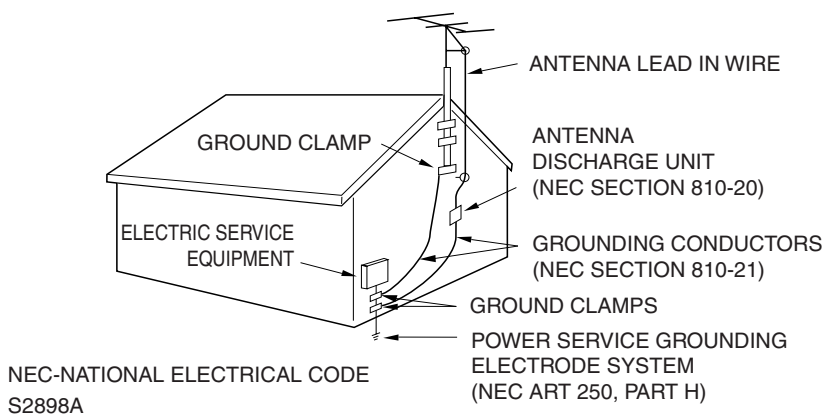 ANTENNA LEAD IN WIRE
GROUND CLAMP
ANTENNA
DISCHARGE UNIT
(NEC SECTION 810-20)
ELECTRIC SERVICE
EQUIPMENT
GROUNDING CONDUCTORS
(NEC SECTION 810-21)
GROUND CLAMPS
POWER SERVICE GROUNDING
ELECTRODE SYSTEM
(NEC ART 250, PART H)
NEC-NATIONAL ELECTRICAL CODE
S2898A